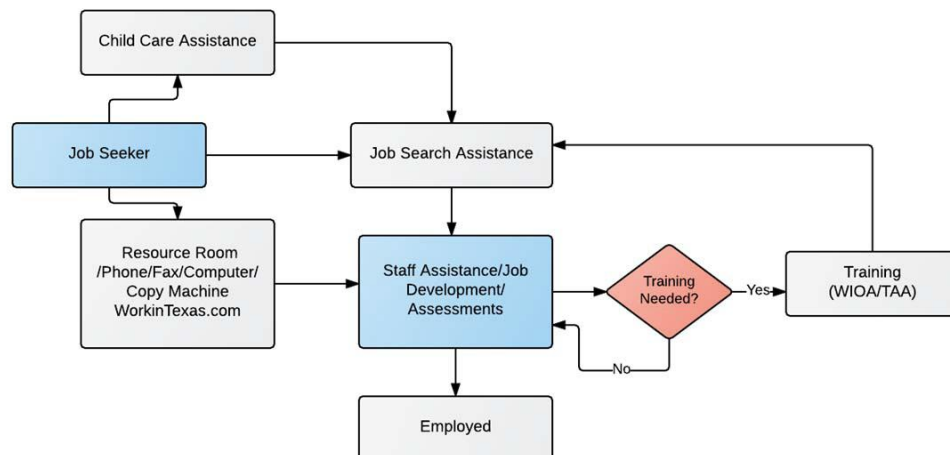 Child Care Assistance
Job Seeker
Job Search Assistance
Resource Room
/Phone/Fax/Computer/
Copy Machine
WorkinTexas.com
Staff Assistance/Job
Development/
Assessments
Training
Needed?
Yes
Training
(WIOA/TAA)
No
Employed